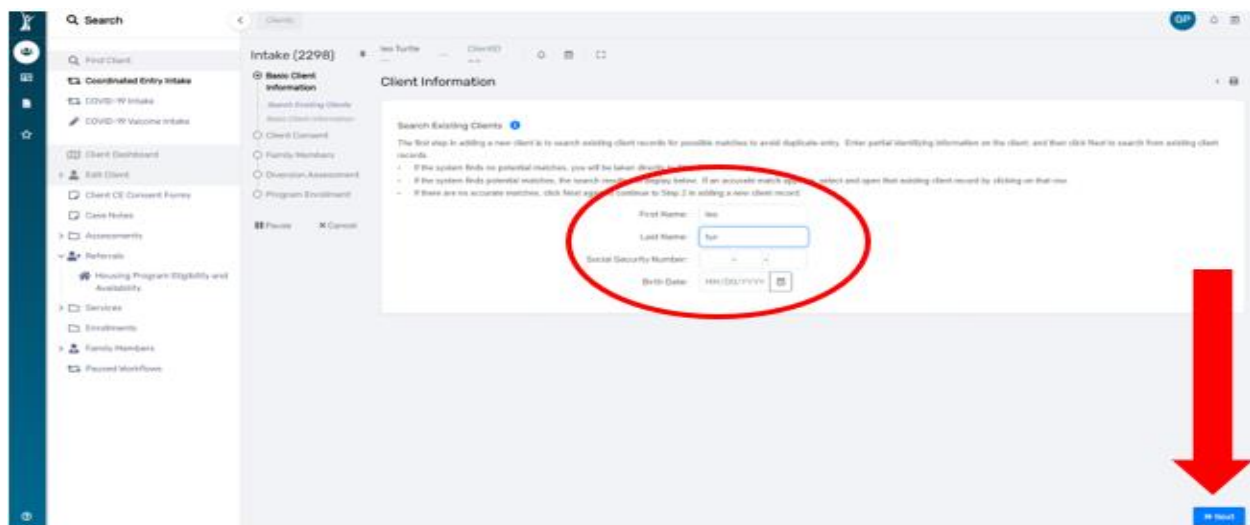 Search
Clients
GP
Find Client
Coordinated Entry Intake
COVID-19 Intake
COVID-19 Vaccine Intake
Client Dashboard
Edit Client
Client CE Consent Forms
Case Notes
Assessments
Referrals
Housing Program Eligibility and
Availability
Services
Enrollments
Family Members
Paused Workflows
Intake (2298)
leo Turtle
ClientID
Basic Client
Information
Search Existing Clients
Basic Client Information
Client Consent
Family Members
Diversion Assessment
Program Enrollment
Pause Cancel
Client Information
Search Existing Clients
The first step in adding a new client is to search existing client records for possible matches to avoid duplicate entry. Enter partial identifying information on the client, and then click Next to search from existing client
records.
- If the system finds no potential matches, you will be taken directly to
- If the system finds potential matches, the search results display below. If an accurate match select and open that existing client record by clicking on that row
- If there are no accurate matches, click Next continue to Step 2 in adding a new client record.
First Name: leo
Last Name: tur
Social Security Number: - -
Birth Date: MM/DD/YYYY
Next